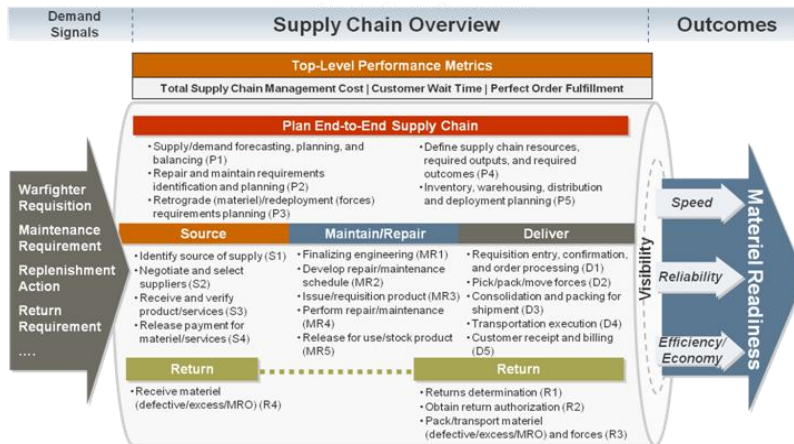 Demand
Signals
Supply Chain Overview
Outcomes
Top-Level Performance Metrics
Total Supply Chain Management Cost | Customer Wait Time | Perfect Order Fulfillment
Plan End-to-End Supply Chain
• Supply/demand forecasting, planning, and
balancing (P1)
• Repair and maintain requirements
identification and planning (P2)
• Retrograde (materiel)/redeployment (forces)
requirements planning (P3)
• Define supply chain resources,
required outputs, and required
outcomes (P4)
• Inventory, warehousing, distribution
and deployment planning (P5)
Warfighter
Requisition
Maintenance
Requirement
Replenishment
Action
Return
Requirement
....
Source
• Identify source of supply (S1)
• Negotiate and select
suppliers (S2)
• Receive and verify
product/services (S3)
• Release payment for
materiel/services (S4)
Maintain/Repair
• Finalizing engineering (MR1)
• Develop repair/maintenance
schedule (MR2)
• Issue/requisition product (MR3)
• Perform repair/maintenance
(MR4)
• Release for use/stock product
(MR5)
Deliver
• Requisition entry, confirmation,
and order processing (D1)
• Pick/pack/move forces (D2)
• Consolidation and packing for
shipment (D3)
• Transportation execution (D4)
• Customer receipt and billing
(D5)
Return
• Receive materiel
(defective/excess/MRO) (R4)
Return
• Returns determination (R1)
• Obtain return authorization (R2)
• Pack/transport materiel
(defective/excess/MRO) and forces (R3)
Visibility
Speed
Reliability
Efficiency/
Economy
Materiel Readiness